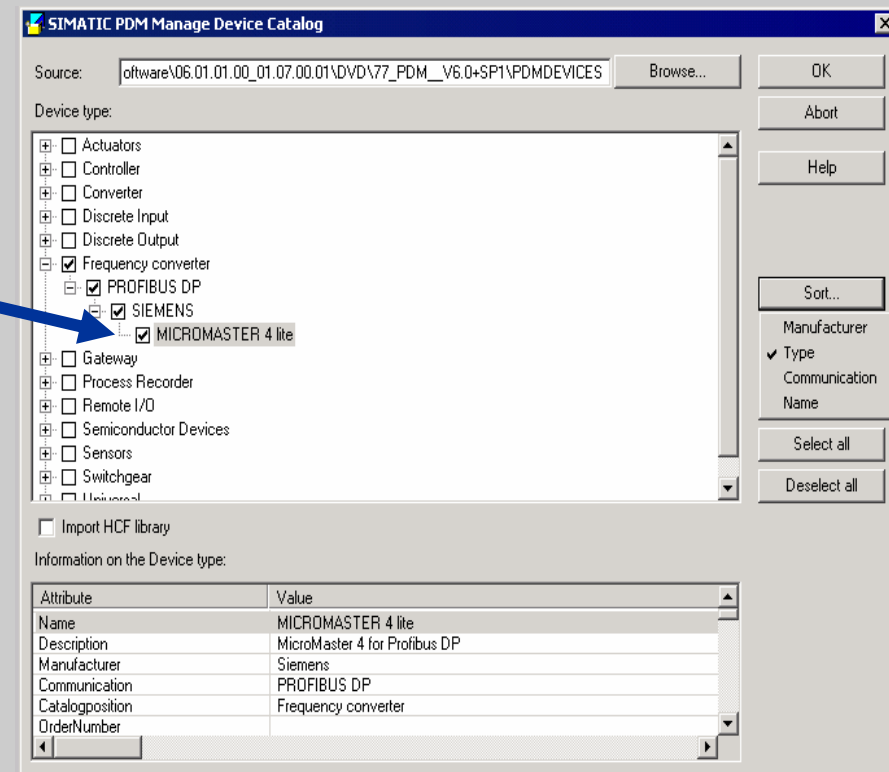 SIMATIC PDM Manage Device Catalog
Source: oftware\06.01.01.00_01.07.00.01\DVD\77_PDM__V6.0+SP1\PDMDEVICES Browse... OK
Device type: Abort
Actuators
Controller Help
Converter
Discrete Input
Discrete Output
Frequency converter
PROFIBUS DP Sort...
SIEMENS
MICROMASTER 4 lite Manufacturer
Gateway Type
Process Recorder Communication
Remote I/O Name
Semiconductor Devices
Sensors Select all
Switchgear
Universal Deselect all
Import HCF library
Information on the Device type:
Attribute Value
Name MICROMASTER 4 lite
Description MicroMaster 4 for Profibus DP
Manufacturer Siemens
Communication PROFIBUS DP
Catalogposition Frequency converter
OrderNumber